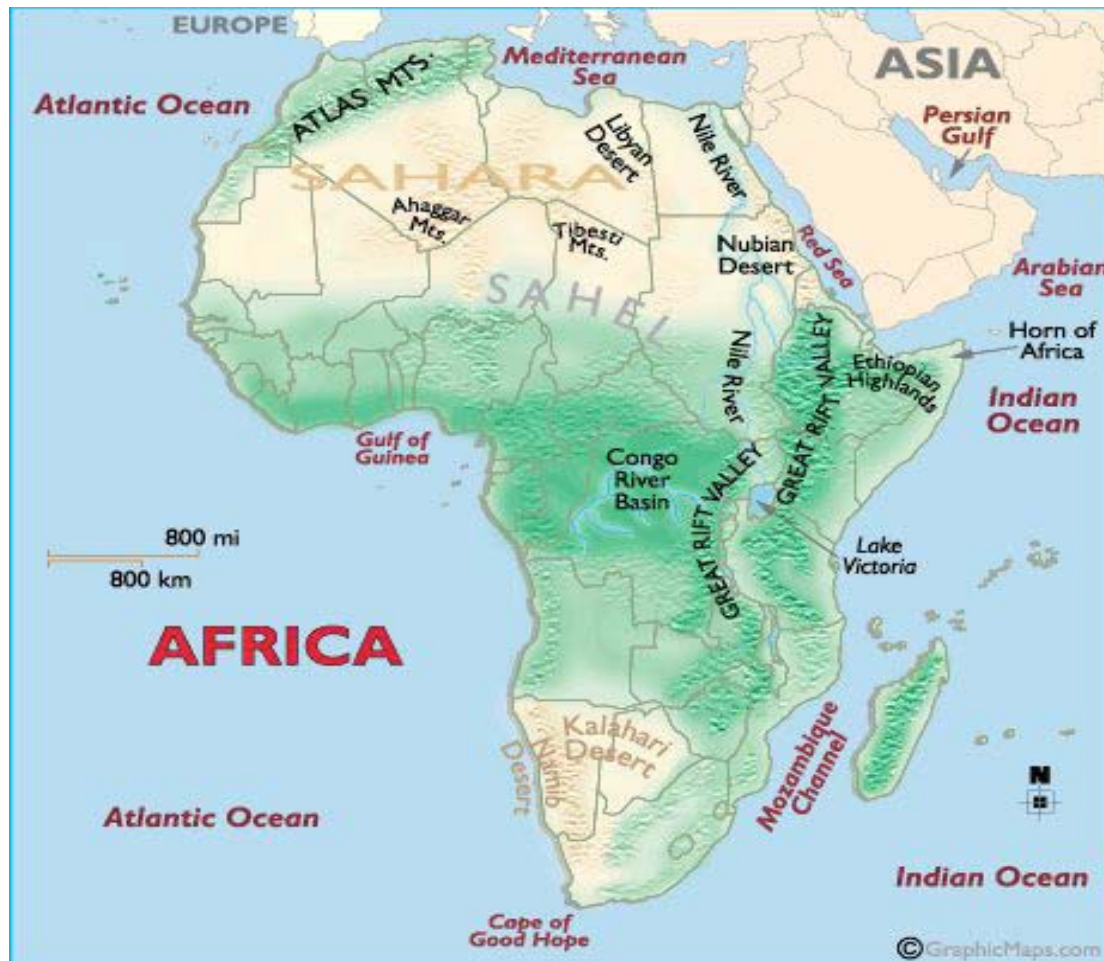 EUROPE
Mediterranean
Sea
ASIA
Atlantic Ocean
ATLAS MTS.
Persian
Gulf
Libyan
Desert
Nile River
SAHARA
Ahaggar
Mts.
Tibesti
Mts.
Nubian
Desert
Red Sea
Arabian
Sea
SAHEL
Horn of
Africa
Nile River
GREAT RIFT VALLEY
Ethiopian
Highlands
Indian
Ocean
Gulf of
Guinea
Congo
River
Basin
GREAT RIFT VALLEY
800 mi
800 km
Lake
Victoria
AFRICA
Kalahari
Desert
Namib
Desert
Mozambique
Channel
N
Atlantic Ocean
Indian Ocean
Cape of
Good Hope
©GraphicMaps.com